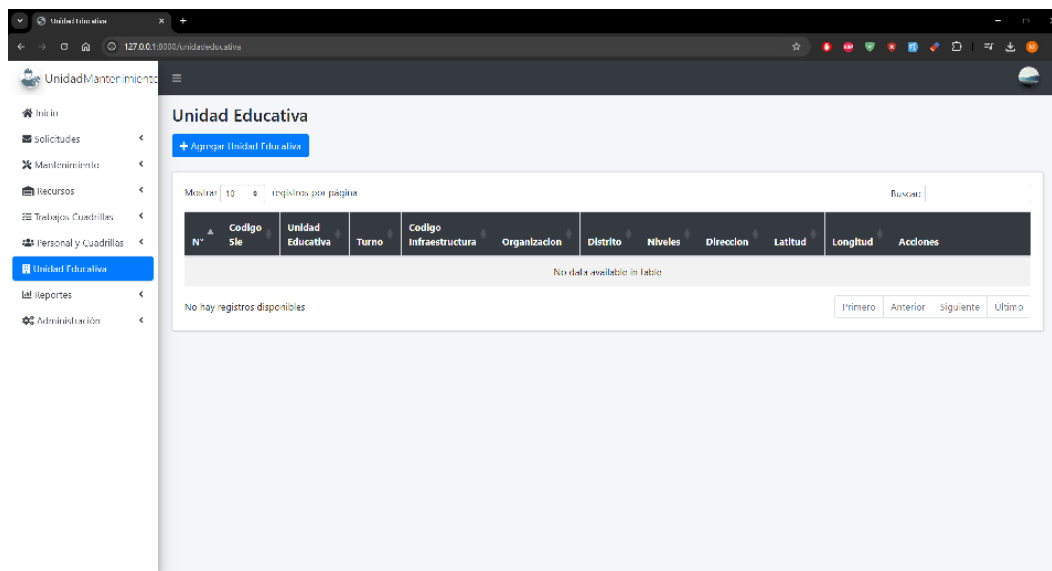 Unidad Educativa
127.0.0.1:8000/unidadeducativa
UnidadMantenimiento
Inicio
Solicitudes
Mantenimiento
Recursos
Trabajos Cuadrillas
Personal y Cuadrillas
Unidad Educativa
Reportes
Administración
Unidad Educativa
+ Agregar Unidad Educativa
Mostrar 10 registros por página
Buscar:
N° Codigo Sie Unidad Educativa Turno Codigo Infraestructura Organizacion Distrito Niveles Direccion Latitud Longitud Acciones
No data available in table
No hay registros disponibles
Primero Anterior Siguiente Último